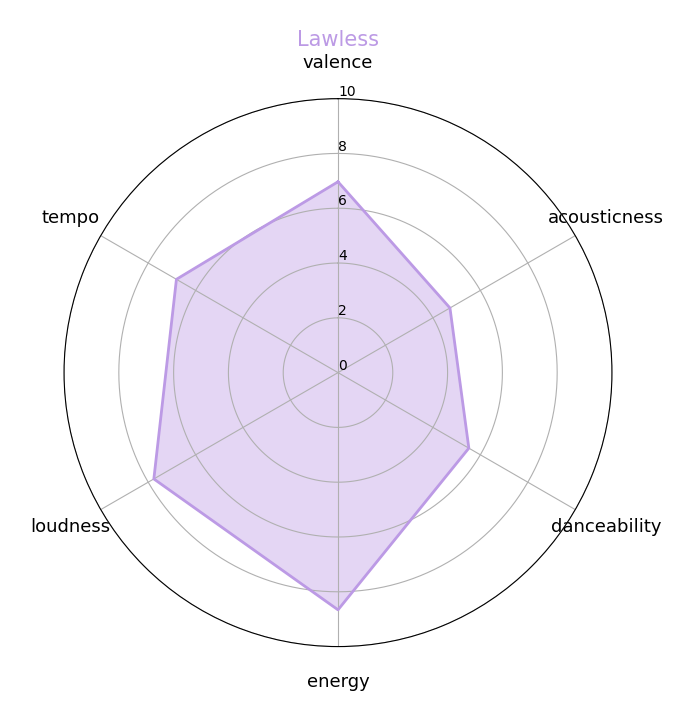 Lawless
valence
10
8
6
4
2
0
tempo
acousticness
loudness
danceability
energy